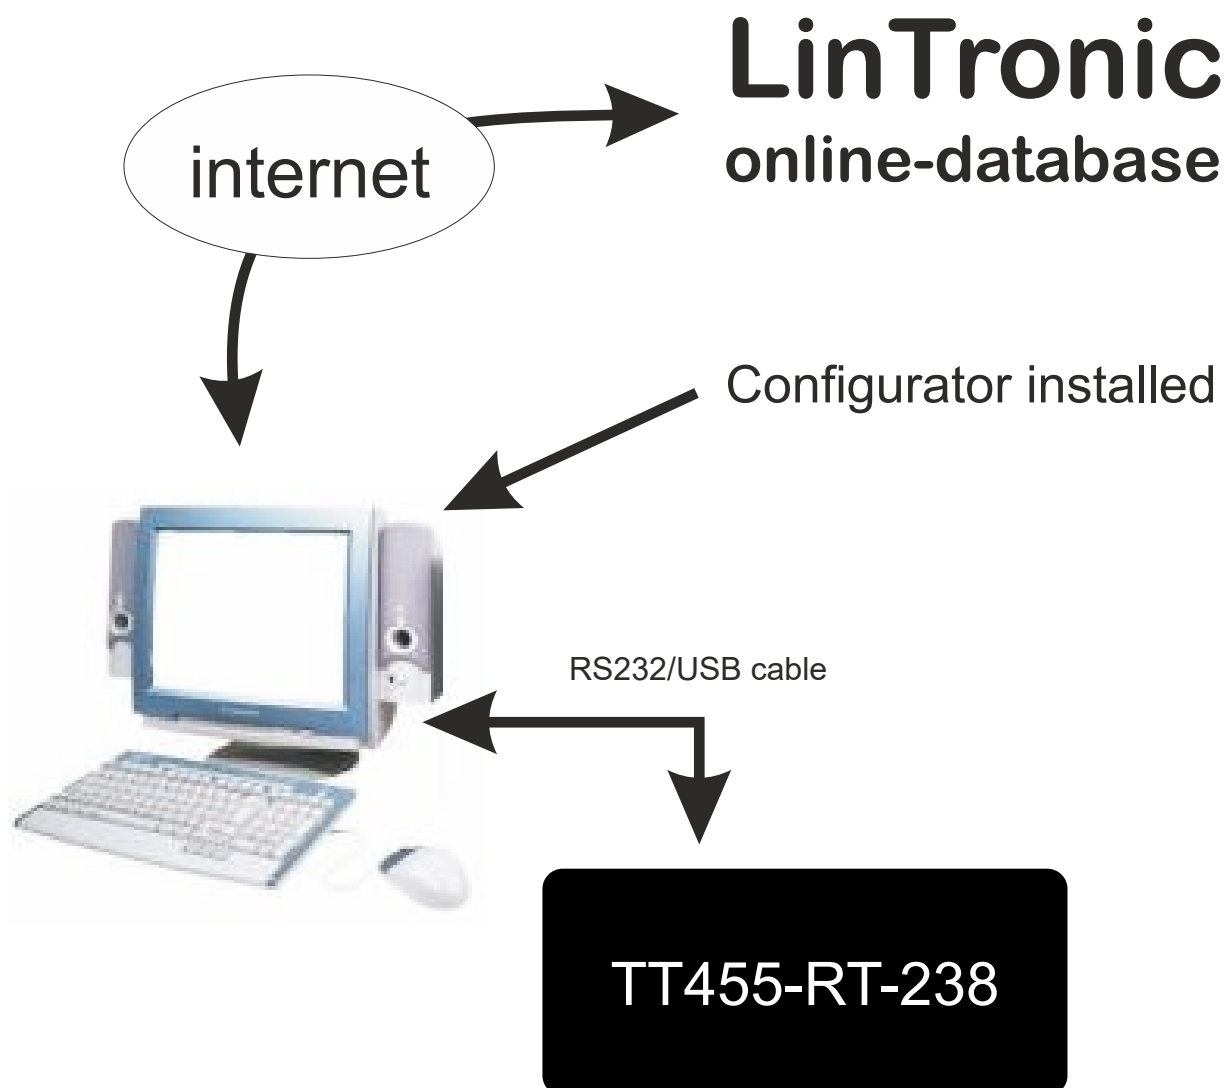 LinTronic
online-database
internet
Configurator installed
RS232/USB cable
TT455-RT-238